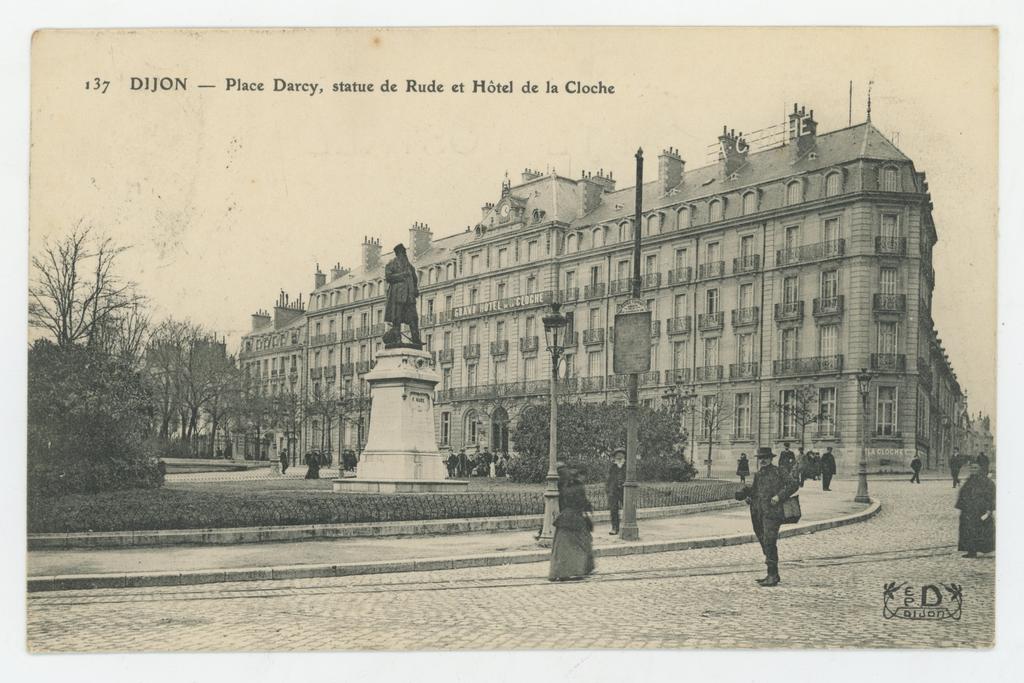 137 DIJON — Place Darcy, statue de Rude et Hôtel de la Cloche
GRAND HOTEL DE LA CLOCHE
LA CLOCHE
E
P D
DIJON